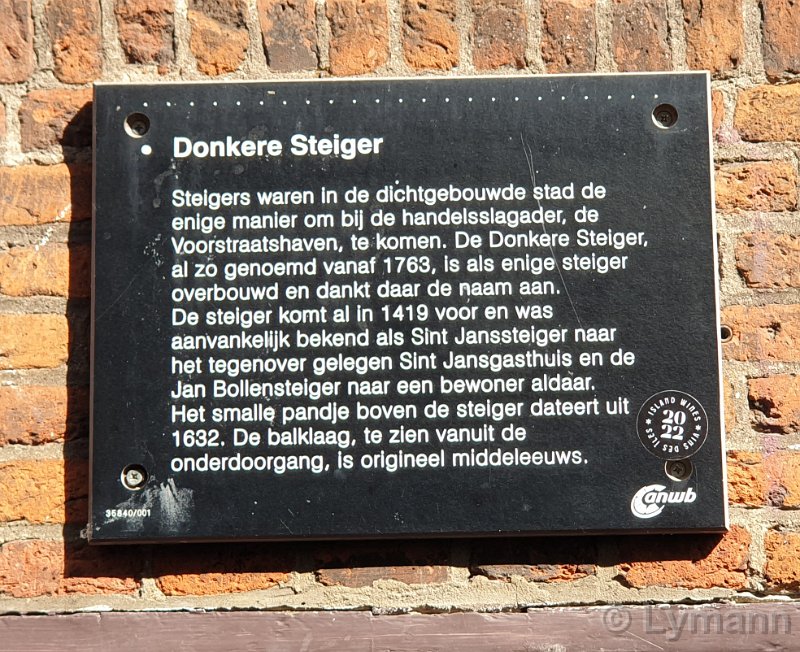 Donkere Steiger
Steigers waren in de dichtgebouwde stad de
enige manier om bij de handelsslagader, de
Voorstraatshaven, te komen. De Donkere Steiger,
al zo genoemd vanaf 1763, is als enige steiger
overbouwd en dankt daar de naam aan.
De steiger komt al in 1419 voor en was
aanvankelijk bekend als Sint Janssteiger naar
het tegenover gelegen Sint Jansgasthuis en de
Jan Bollensteiger naar een bewoner aldaar.
Het smalle pandje boven de steiger dateert uit
1632. De balklaag, te zien vanuit de
onderdoorgang, is origineel middeleeuws.
ISLAND WINES
20
22
VINS DES ILES
36840/001
anwb
© Lymann